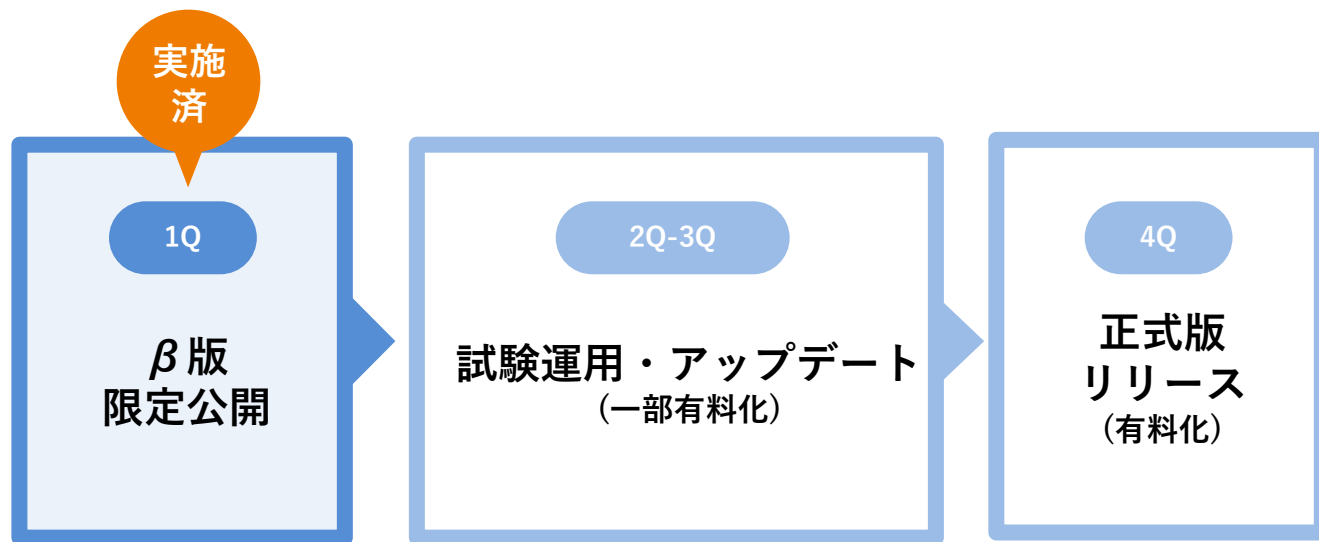 実施
済
1Q
β版
限定公開
2Q-3Q
試験運用・アップデート
（一部有料化）
4Q
正式版
リリース
（有料化）